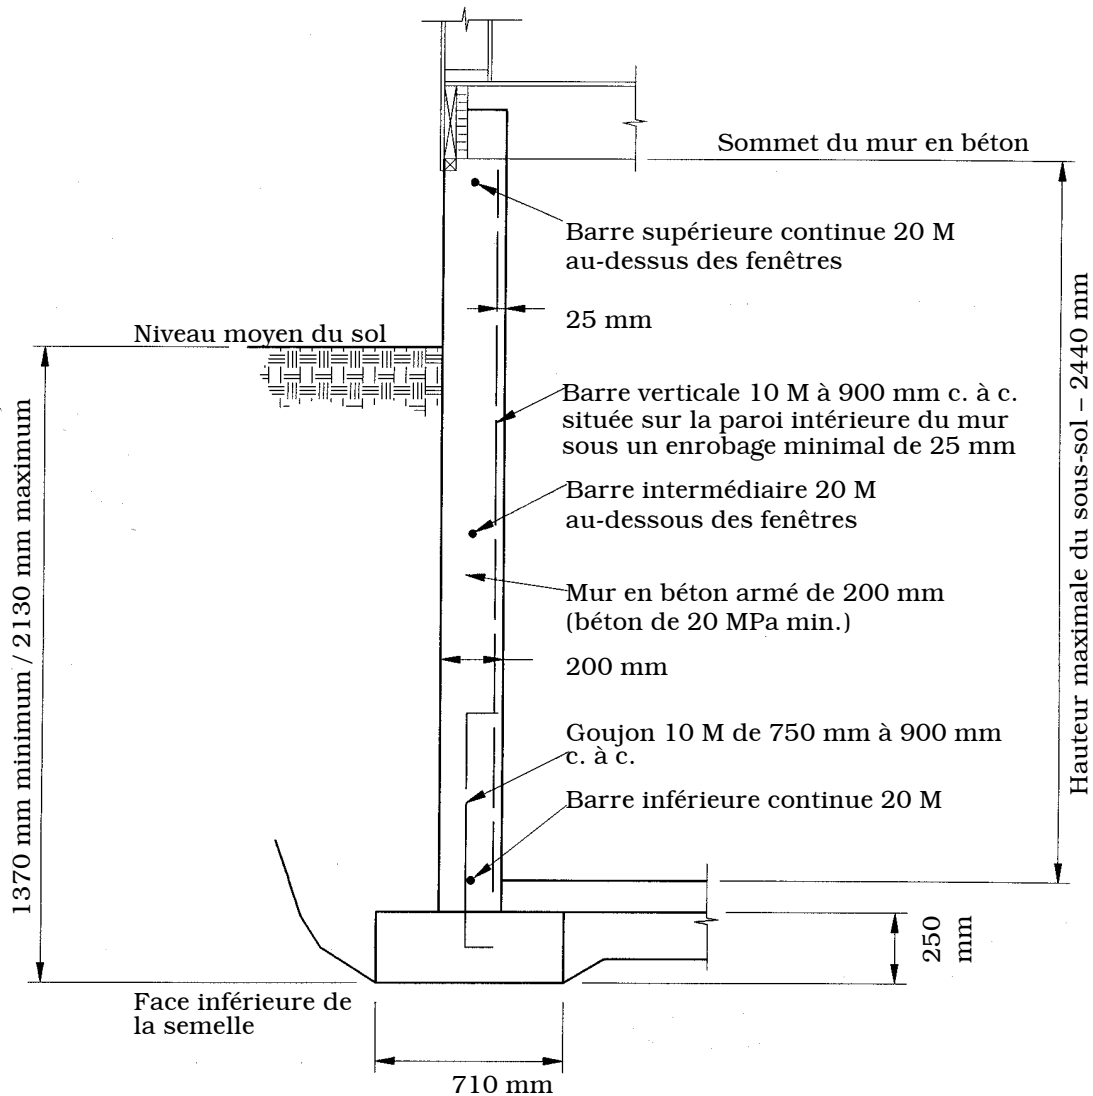 Sommet du mur en béton
Barre supérieure continue 20 M
au-dessus des fenêtres
25 mm
Niveau moyen du sol
Barre verticale 10 M à 900 mm c. à c.
située sur la paroi intérieure du mur
sous un enrobage minimal de 25 mm
Barre intermédiaire 20 M
au-dessous des fenêtres
Mur en béton armé de 200 mm
(béton de 20 MPa min.)
200 mm
Goujon 10 M de 750 mm à 900 mm
c. à c.
Barre inférieure continue 20 M
1370 mm minimum / 2130 mm maximum
Hauteur maximale du sous-sol – 2440 mm
250
mm
Face inférieure de
la semelle
710 mm